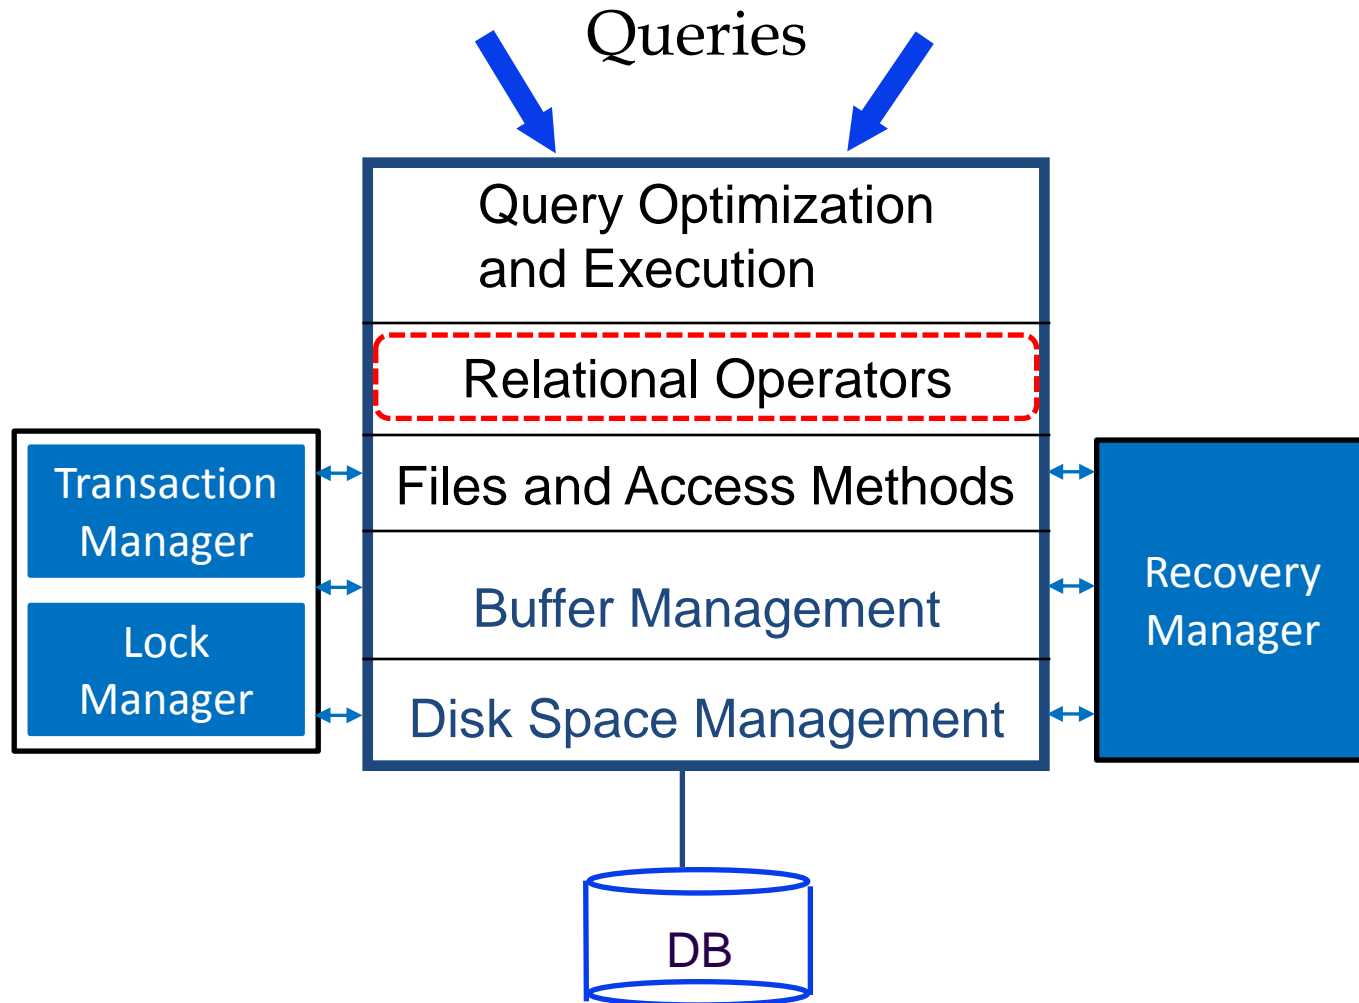 Queries
Query Optimization
and Execution
Relational Operators
Files and Access Methods
Buffer Management
Disk Space Management
Transaction
Manager
Lock
Manager
Recovery
Manager
DB